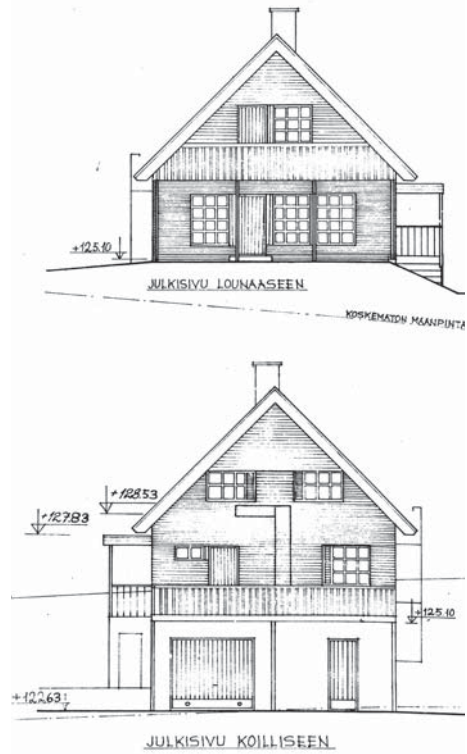 +125.10
JULKISIVU LOUNAASEEN
KOSKEMATON MAANPINTA
+128.53
+127.83
+125.10
+122.63
JULKISIVU KOILLISEEN